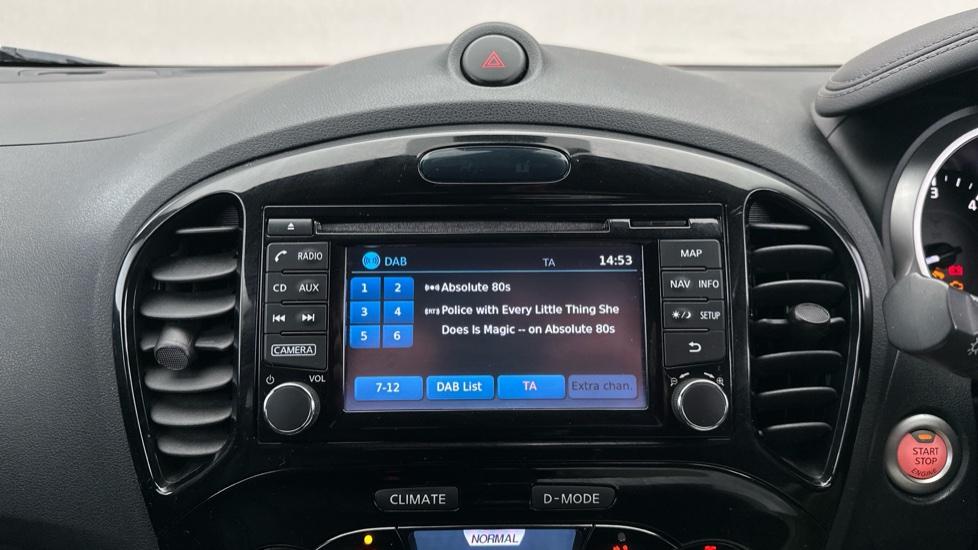 DAB TA 14:53
1 2 Absolute 80s
3 4 Police with Every Little Thing She
Does Is Magic -- on Absolute 80s
5 6
7-12 DAB List TA Extra chan.
RADIO
CD AUX
CAMERA
VOL
MAP
NAV INFO
SETUP
CLIMATE D-MODE
NORMAL
START
STOP
ENGINE
3
4